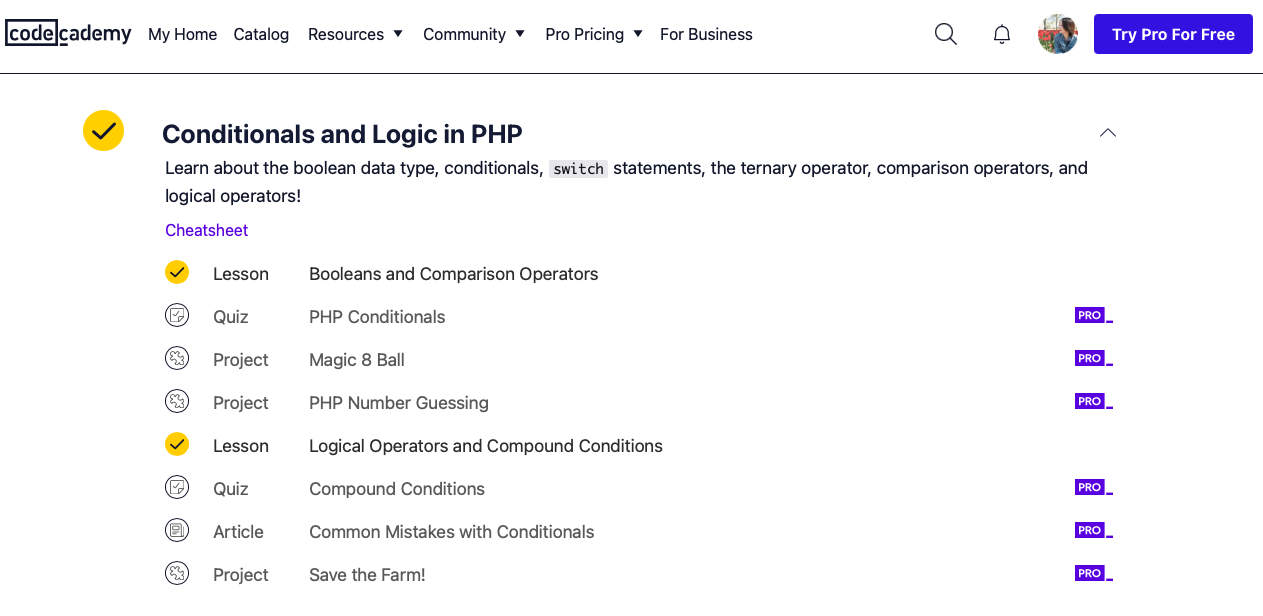 codecademy My Home Catalog Resources Community Pro Pricing For Business Try Pro For Free
Conditionals and Logic in PHP
Learn about the boolean data type, conditionals, switch statements, the ternary operator, comparison operators, and
logical operators!
Cheatsheet
Lesson Booleans and Comparison Operators
Quiz PHP Conditionals PRO
Project Magic 8 Ball PRO
Project PHP Number Guessing PRO
Lesson Logical Operators and Compound Conditions
Quiz Compound Conditions PRO
Article Common Mistakes with Conditionals PRO
Project Save the Farm! PRO